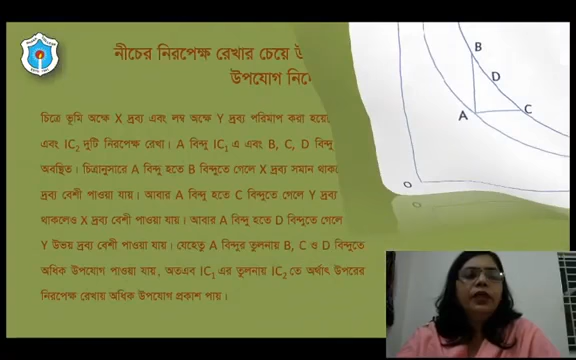 নীচের নিরপেক্ষ রেখার চেয়ে
উপযোগ
চিত্রে ভূমি অক্ষে X দ্রব্য এবং লম্ব অক্ষে Y দ্রব্য পরিমাপ করা
এবং IC₂ দুটি নিরপেক্ষ রেখা। A বিন্দু IC₁ এ এবং B, C, D বিন্দু
অবস্থিত। চিত্রানুসারে A বিন্দু হতে B বিন্দুতে গেলে X দ্রব্য সমান
দ্রব্য বেশী পাওয়া যায়। আবার A বিন্দু হতে C বিন্দুতে গেলে Y দ্রব্য
থাকলেও X দ্রব্য বেশী পাওয়া যায়। আবার A বিন্দু হতে D বিন্দুতে গেলে
Y উভয় দ্রব্য বেশী পাওয়া যায়। যেহেতু A বিন্দুর তুলনায় B, C ও D বিন্দুতে
অধিক উপযোগ পাওয়া যায়, অতএব IC₁ এর তুলনায় IC₂ তে অর্থাৎ উপরের
নিরপেক্ষ রেখায় অধিক উপযোগ প্রকাশ পায়।
B
D
A
C
O